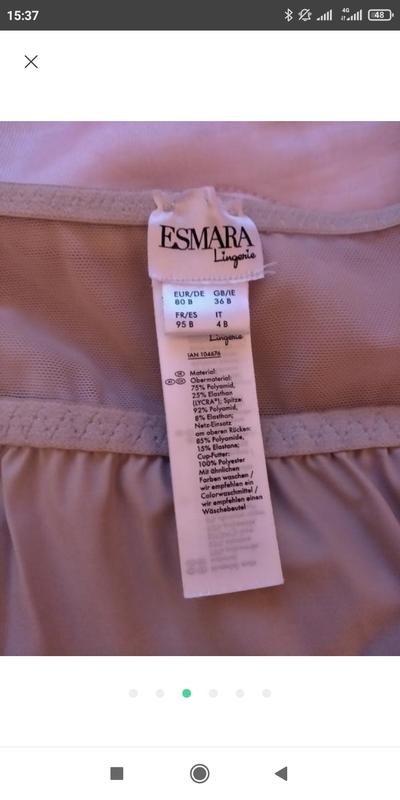 15:37
4G
48
ESMARA
Lingerie
EUR/DE GB/IE
80 B 36 B
FR/ES IT
95 B 4 B
Lingerie
IAN 104676
Material:
Obermaterial:
75% Polyamid,
25% Elasthan
(LYCRA®); Spitze:
92% Polyamid,
8% Elasthan;
Netz-Einsatz
am oberen Rücken:
85% Polyamide,
15% Elastane;
Cup-Futter:
100% Polyester
Mit ähnlichen
Farben waschen /
wir empfehlen ein
Colorwaschmittel /
wir empfehlen einen
Wäschebeutel